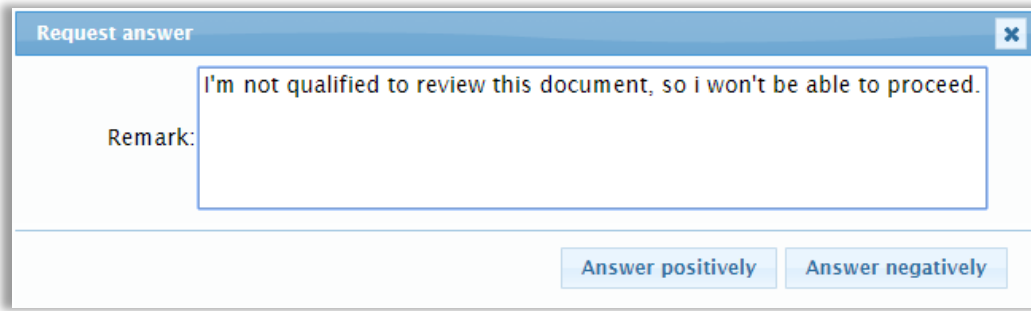 Request answer
I'm not qualified to review this document, so i won't be able to proceed.
Remark:
Answer positively
Answer negatively